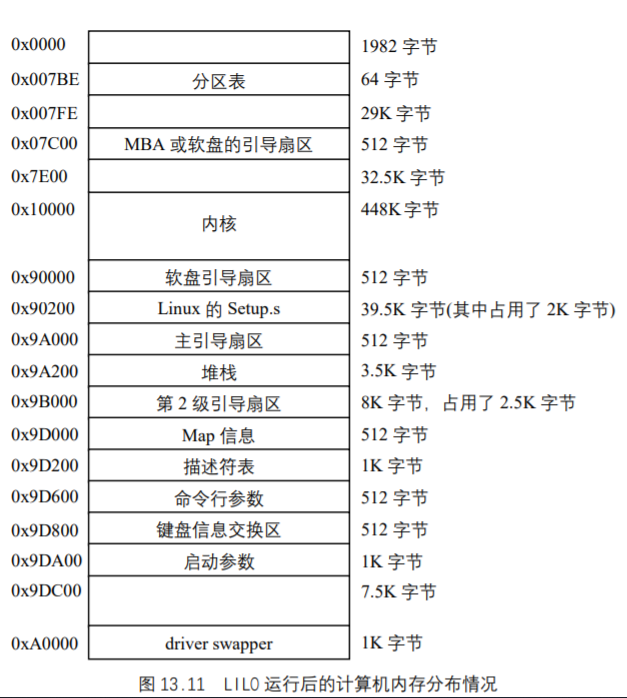 0x0000 1982 字节
0x007BE 分区表 64 字节
0x007FE 29K 字节
0x07C00 MBA 或软盘的引导扇区 512 字节
0x7E00 32.5K 字节
0x10000 内核 448K 字节
0x90000 软盘引导扇区 512 字节
0x90200 Linux 的 Setup.s 39.5K 字节(其中占用了 2K 字节)
0x9A000 主引导扇区 512 字节
0x9A200 堆栈 3.5K 字节
0x9B000 第 2 级引导扇区 8K 字节，占用了 2.5K 字节
0x9D000 Map 信息 512 字节
0x9D200 描述符表 1K 字节
0x9D600 命令行参数 512 字节
0x9D800 键盘信息交换区 512 字节
0x9DA00 启动参数 1K 字节
0x9DC00 7.5K 字节
0xA0000 driver swapper 1K 字节
图 13.11 LILO 运行后的计算机内存分布情况